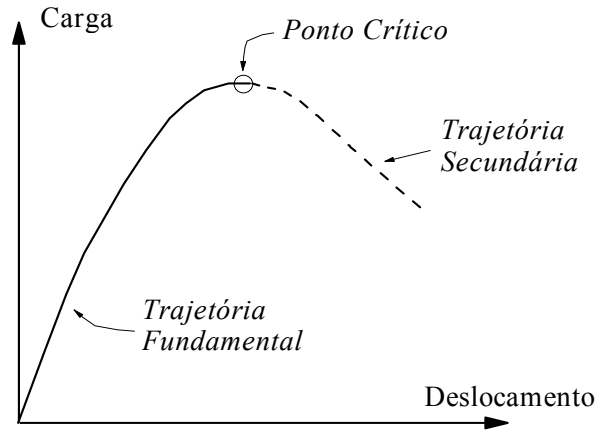 Carga
Ponto Crítico
Trajetória
Secundária
Trajetória
Fundamental
Deslocamento